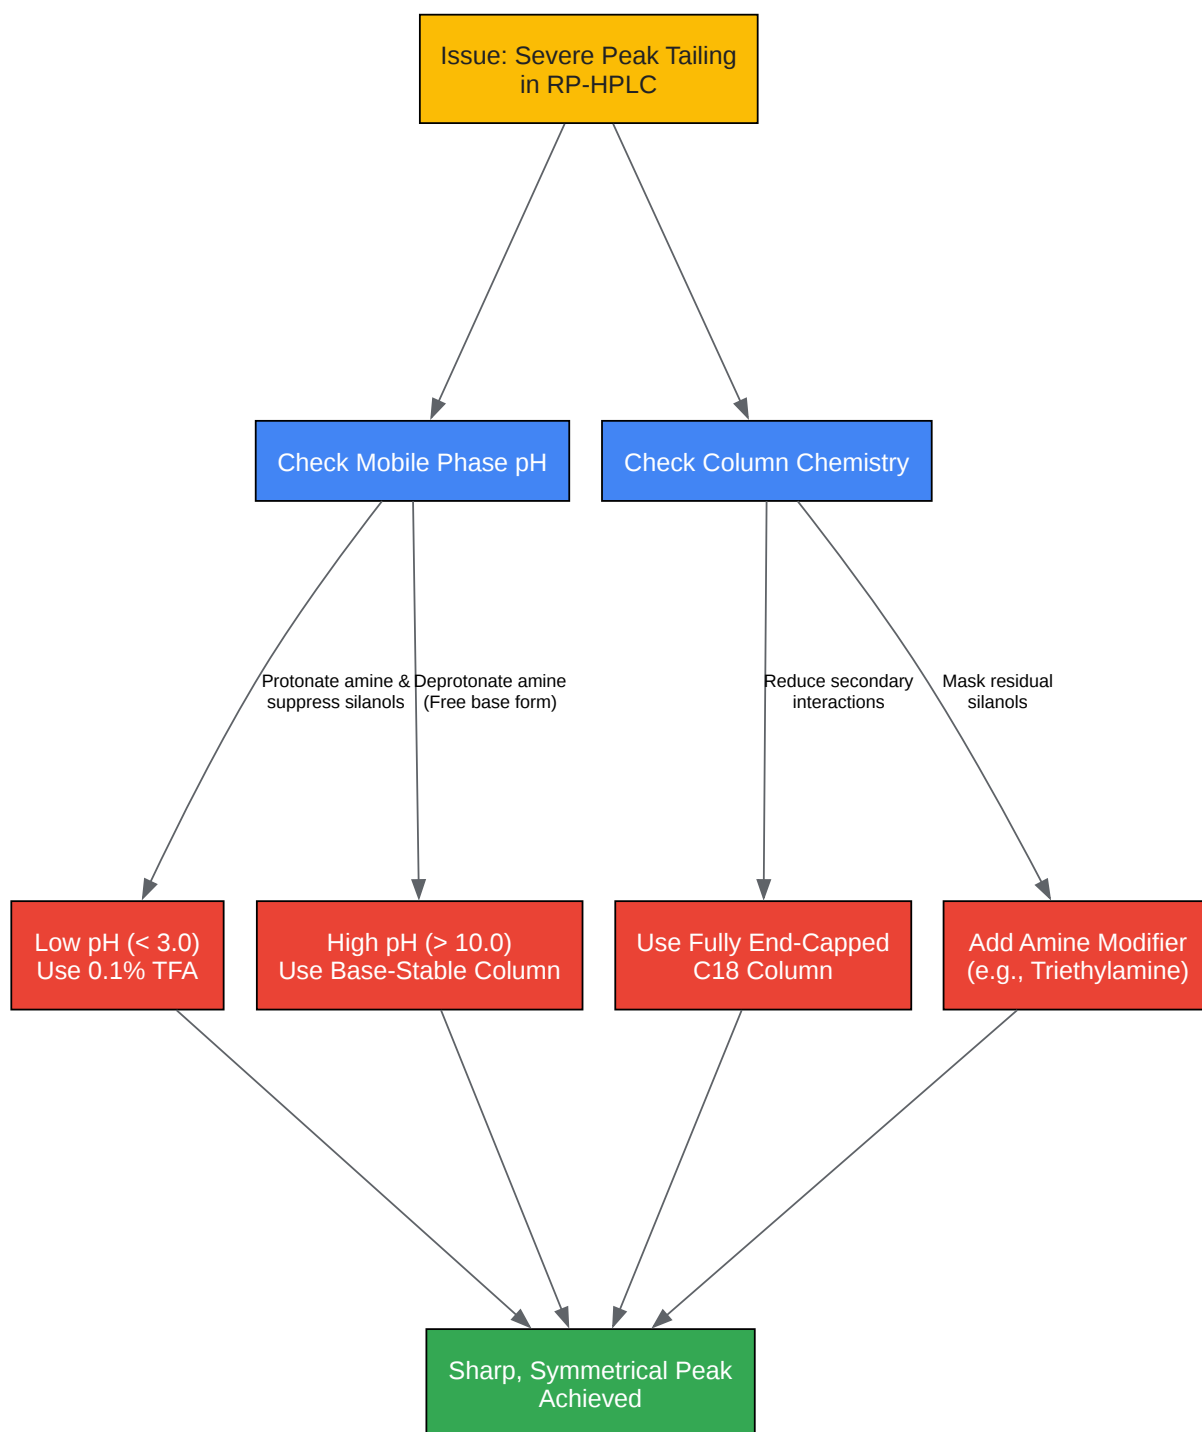 Issue: Severe Peak Tailing
in RP-HPLC
Check Mobile Phase pH
Check Column Chemistry
Protonate amine &
suppress silanols
Deprotonate amine
(Free base form)
Reduce secondary
interactions
Mask residual
silanols
Low pH (< 3.0)
Use 0.1% TFA
High pH (> 10.0)
Use Base-Stable Column
Use Fully End-Capped
C18 Column
Add Amine Modifier
(e.g., Triethylamine)
Sharp, Symmetrical Peak
Achieved